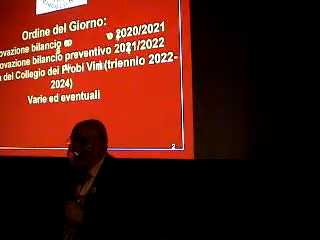 Ordine del Giorno:
ovazione bilancio 2020/2021
ovazione bilancio preventivo 2021/2022
del Collegio dei Probi Viri (triennio 2022-
2024)
Varie ed eventuali
2